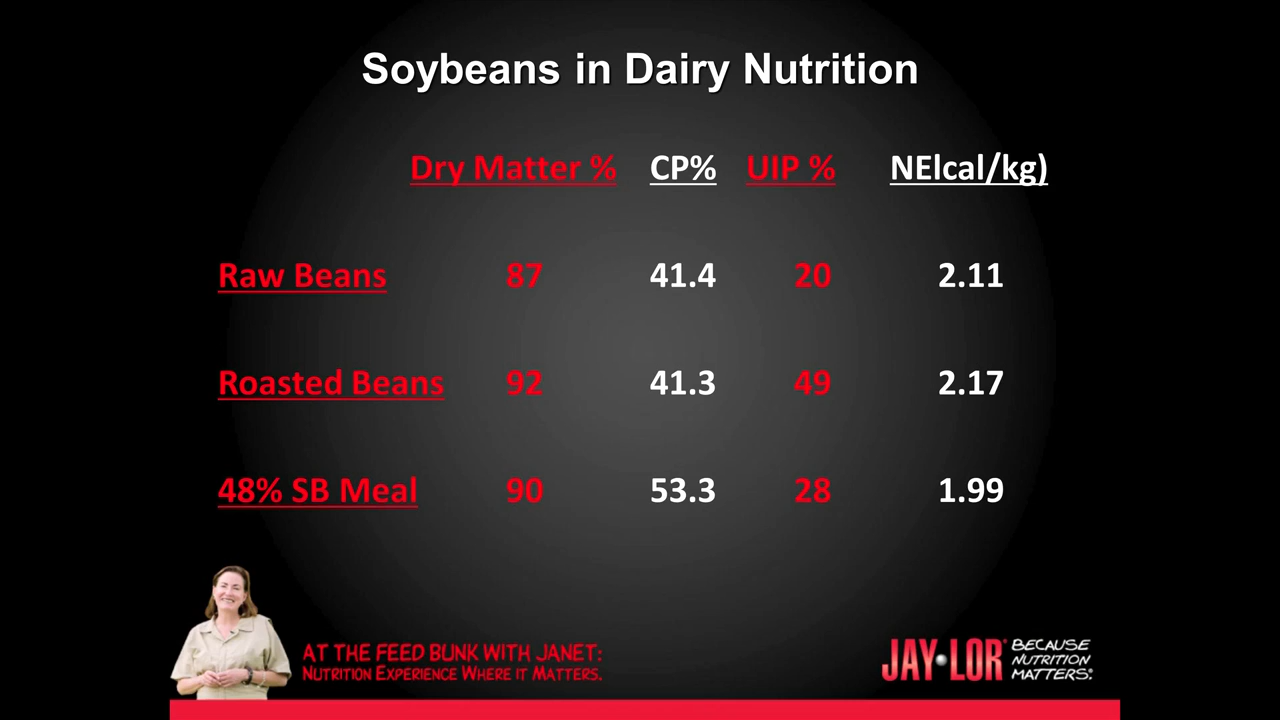 Soybeans in Dairy Nutrition
Dry Matter % CP% UIP % NElcal/kg)
Raw Beans 87 41.4 20 2.11
Roasted Beans 92 41.3 49 2.17
48% SB Meal 90 53.3 28 1.99
AT THE FEED BUNK WITH JANET:
NUTRITION EXPERIENCE WHERE IT MATTERS.
JAY•LOR®
BECAUSE
NUTRITION
MATTERS®